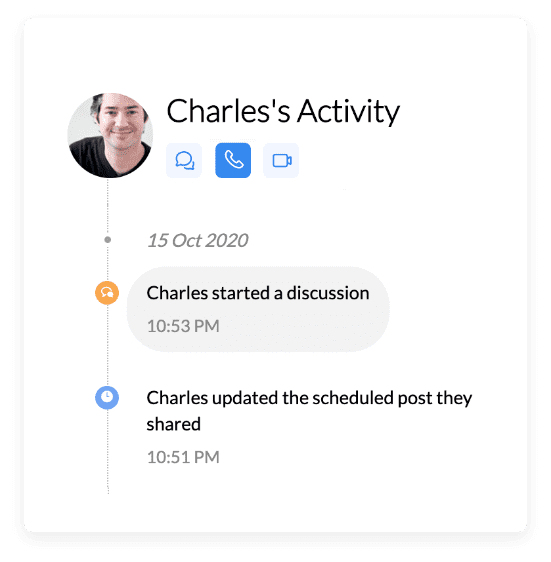 Charles's Activity
15 Oct 2020
Charles started a discussion
10:53 PM
Charles updated the scheduled post they
shared
10:51 PM